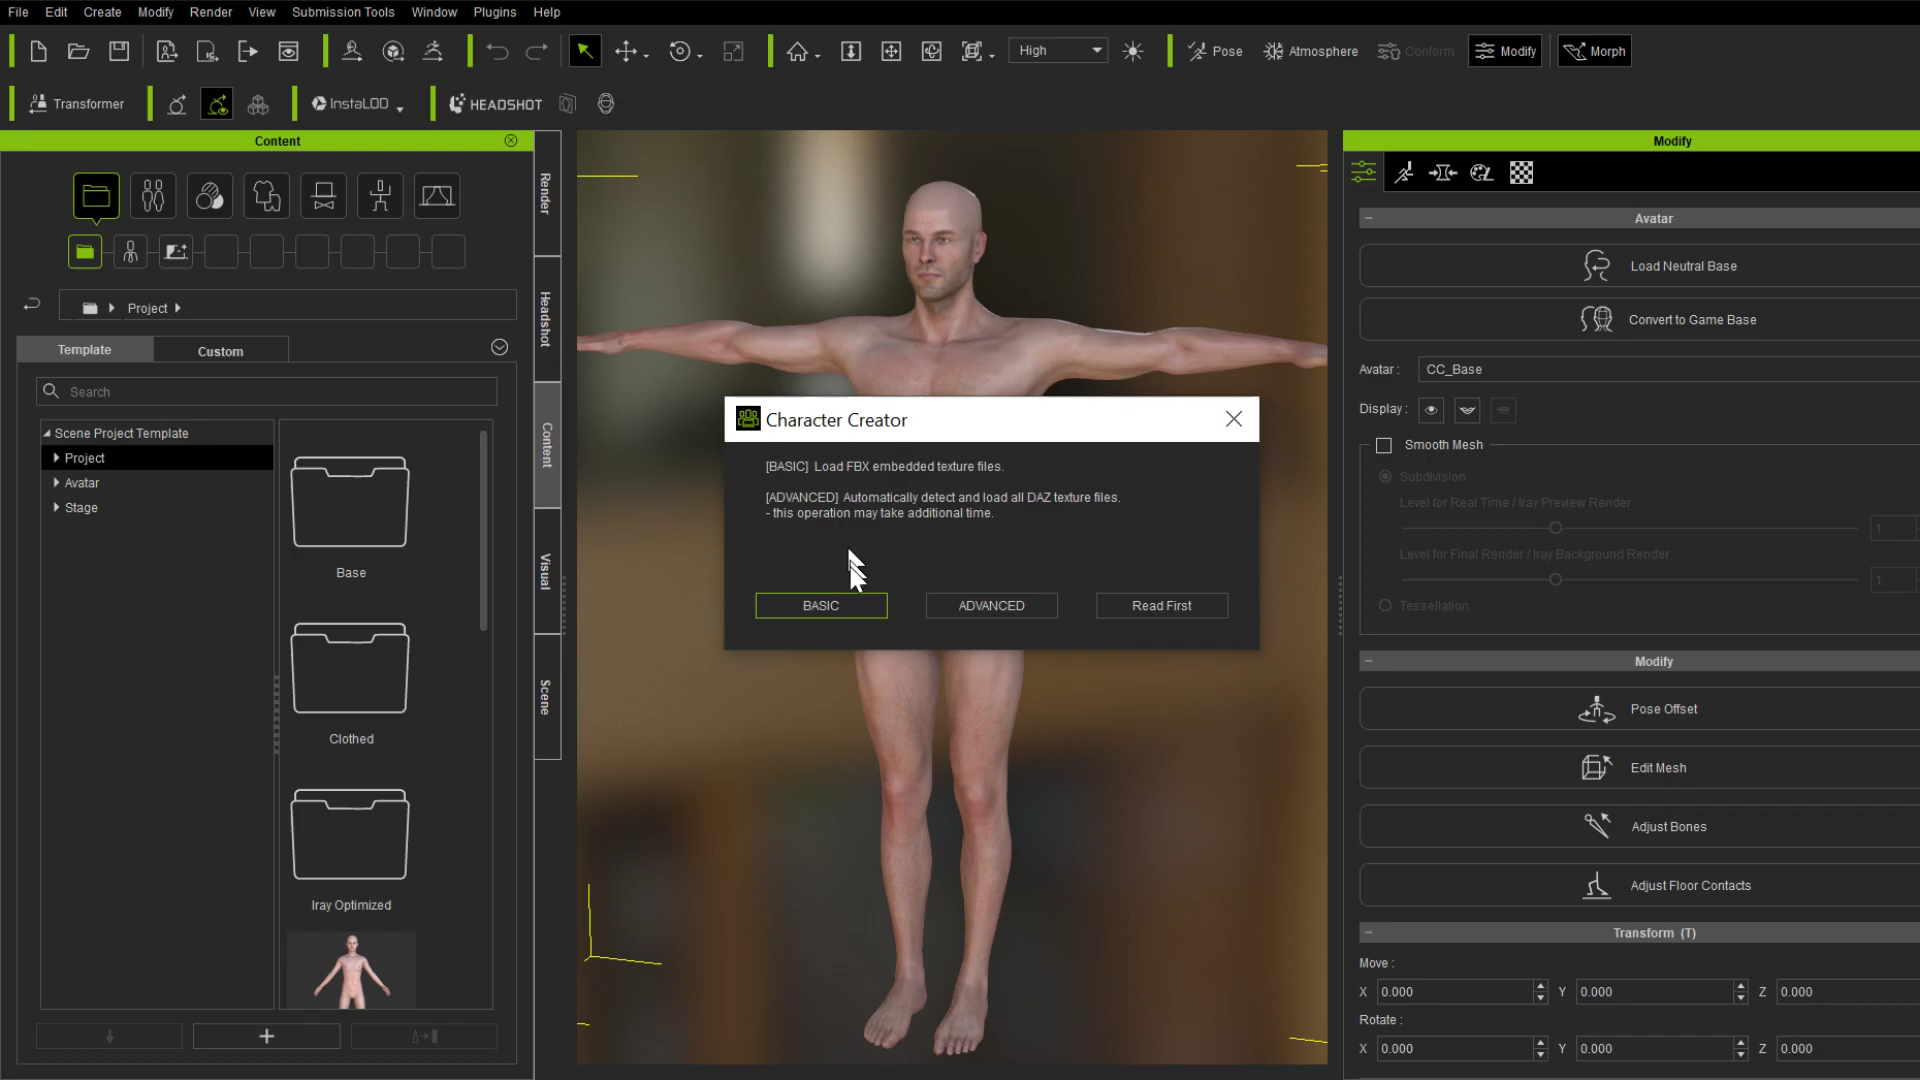 File Edit Create Modify Render View Submission Tools Window Plugins Help
High Pose Atmosphere Conform Modify Morph
Transformer InstaLOD HEADSHOT
Content
Project
Template Custom
Search
Scene Project Template
Project
Avatar
Stage
Base
Clothed
Iray Optimized
Render
Headshot
Content
Visual
Scene
Character Creator
[BASIC] Load FBX embedded texture files.
[ADVANCED] Automatically detect and load all DAZ texture files.
- this operation may take additional time.
BASIC ADVANCED Read First
Modify
Avatar
Load Neutral Base
Convert to Game Base
Avatar : CC_Base
Display :
Smooth Mesh
Subdivision
Level for Real Time / Iray Preview Render
1
Level for Final Render / Iray Background Render
1
Tessellation
Modify
Pose Offset
Edit Mesh
Adjust Bones
Adjust Floor Contacts
Transform (T)
Move :
X 0.000 Y 0.000 Z 0.000
Rotate :
X 0.000 Y 0.000 Z 0.000